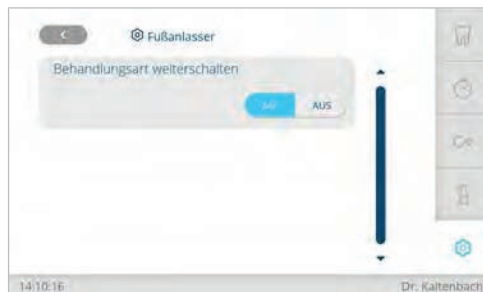 Fußanlasser
Behandlungsart weiterschalten
AUS
14:10:16
Dr. Kaltenbach